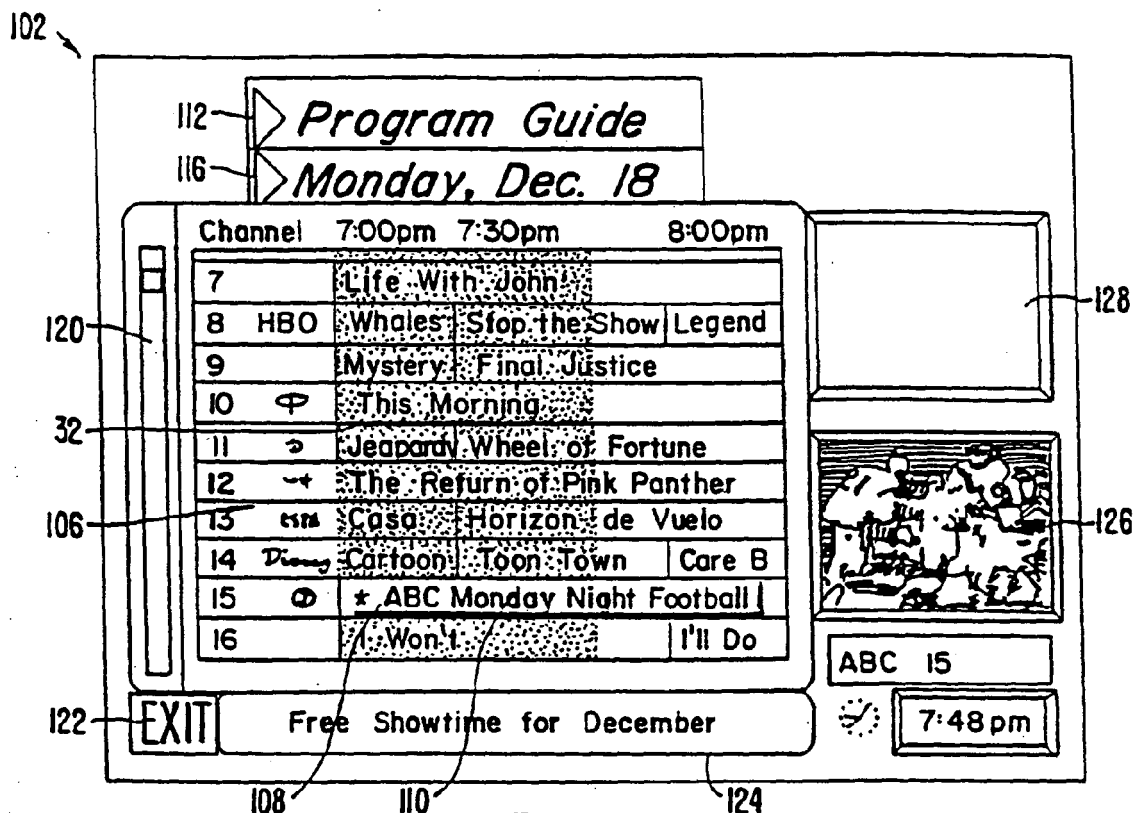 102
112 Program Guide
116 Monday, Dec. 18
Channel 7:00pm 7:30pm 8:00pm
7 Life With John
8 HBO Whales Stop the Show Legend
9 Mystery Final Justice
10 This Morning
11 Jeopardy Wheel of Fortune
12 The Return of Pink Panther
13 Casa Horizon de Vuelo
14 Disney Cartoon Toon Town Care B
15 * ABC Monday Night Football
16 I Won't I'll Do
120
32
106
128
126
ABC 15
122 EXIT Free Showtime for December 7:48pm
108 110 124